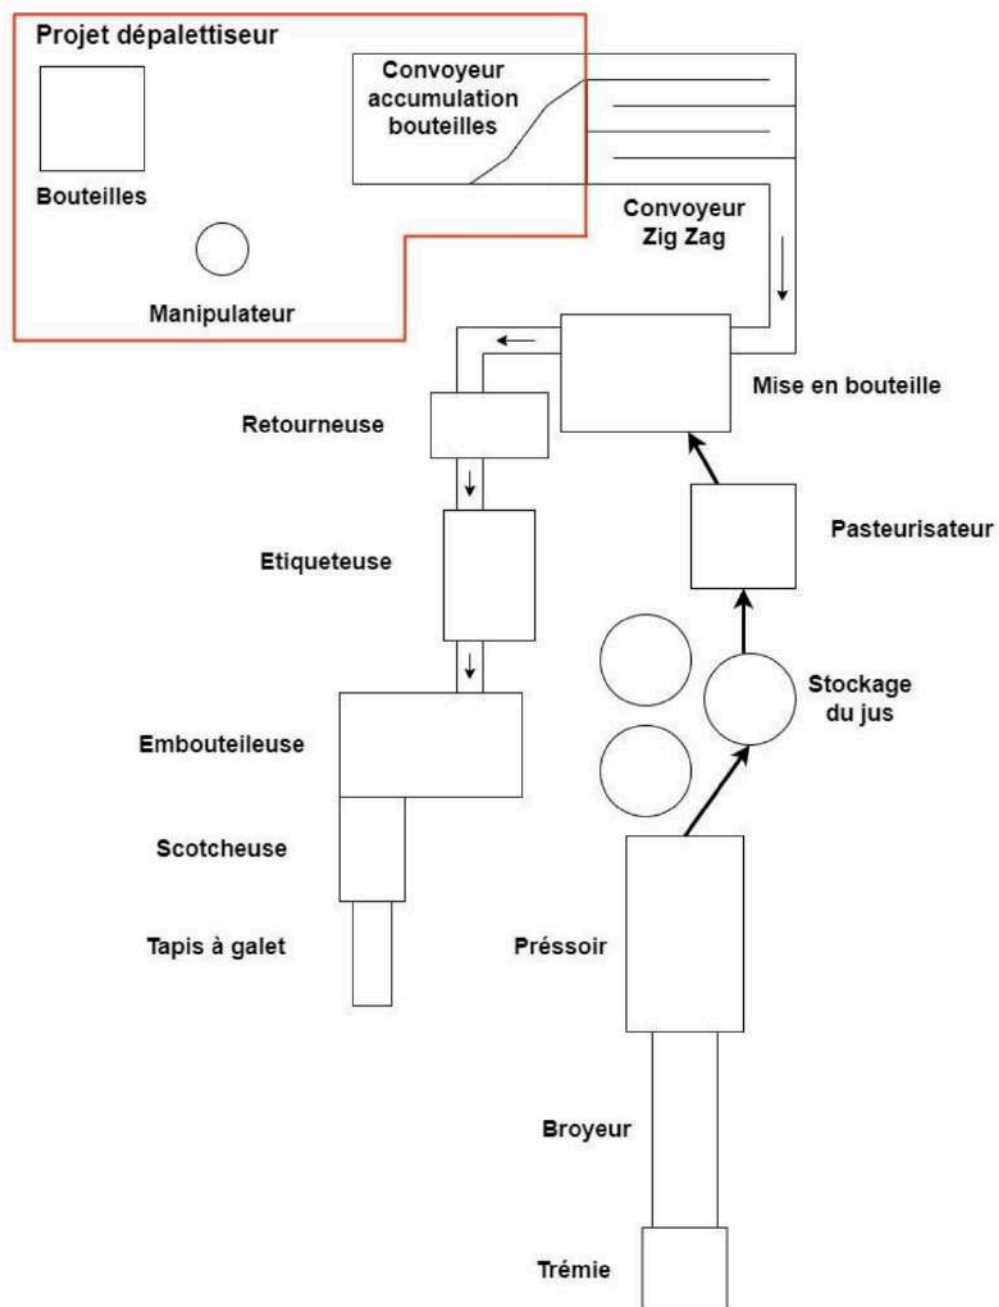 Projet dépalettiseur
Convoyeur
accumulation
bouteilles
Bouteilles
Convoyeur
Zig Zag
Manipulateur
Mise en bouteille
Retourneuse
Pasteurisateur
Etiqueteuse
Stockage
du jus
Embouteileuse
Scotcheuse
Tapis à galet
Préssoir
Broyeur
Trémie